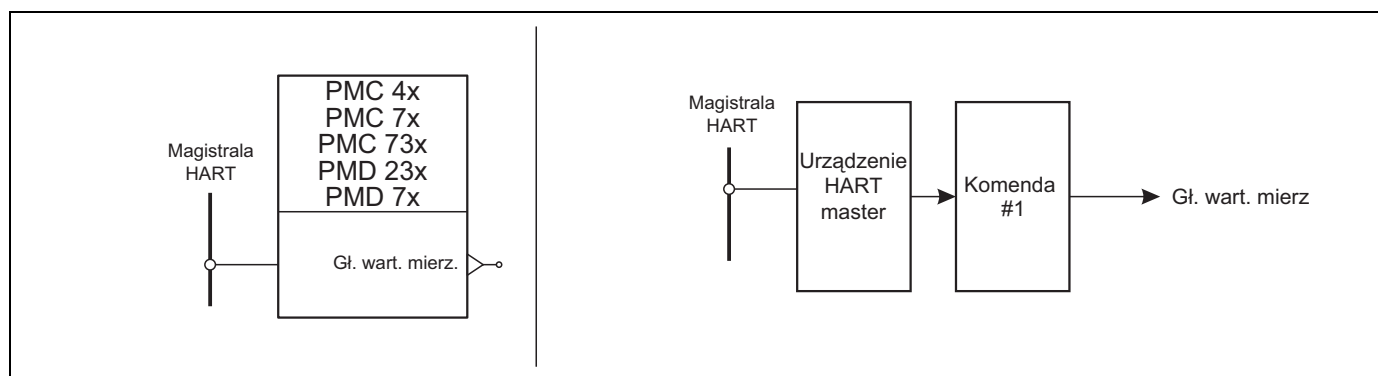 PMC 4x
PMC 7x
PMC 73x
PMD 23x
PMD 7x
Magistrala
HART
Gł. wart. mierz.
Magistrala
HART
Urządzenie
HART
master
Komenda
#1
Gł. wart. mierz